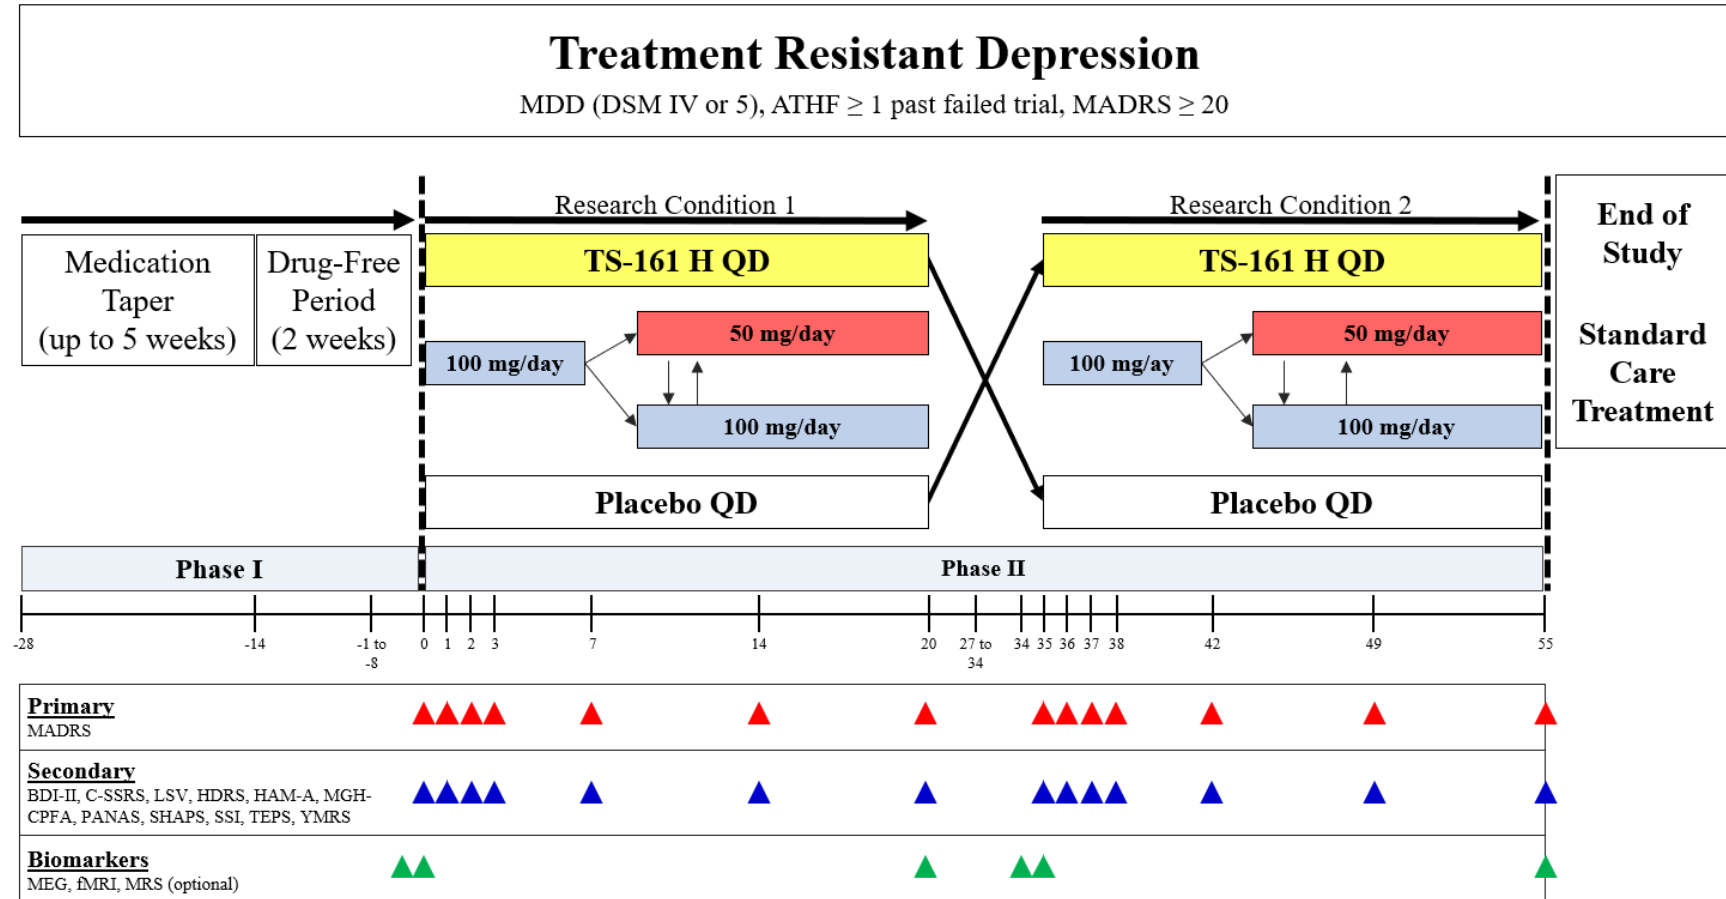 Treatment Resistant Depression
MDD (DSM IV or 5), ATHF ≥ 1 past failed trial, MADRS ≥ 20
Medication
Taper
(up to 5 weeks)
Drug-Free
Period
(2 weeks)
Research Condition 1
TS-161 H QD
100 mg/day
50 mg/day
100 mg/day
Placebo QD
Research Condition 2
TS-161 H QD
100 mg/ay
50 mg/day
100 mg/day
Placebo QD
End of
Study
Standard
Care
Treatment
Phase I
Phase II
-28
-14
-1 to
-8
0
1
2
3
7
14
20
27 to
34
34
35
36
37
38
42
49
55
Primary
MADRS
Secondary
BDI-II, C-SSRS, LSV, HDRS, HAM-A, MGH-
CPFA, PANAS, SHAPS, SSI, TEPS, YMRS
Biomarkers
MEG, fMRI, MRS (optional)